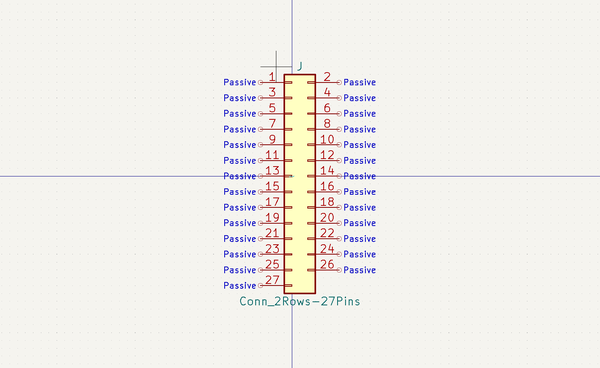 J
Passive 1 2 Passive
Passive 3 4 Passive
Passive 5 6 Passive
Passive 7 8 Passive
Passive 9 10 Passive
Passive 11 12 Passive
Passive 13 14 Passive
Passive 15 16 Passive
Passive 17 18 Passive
Passive 19 20 Passive
Passive 21 22 Passive
Passive 23 24 Passive
Passive 25 26 Passive
Passive 27
Conn_2Rows-27Pins